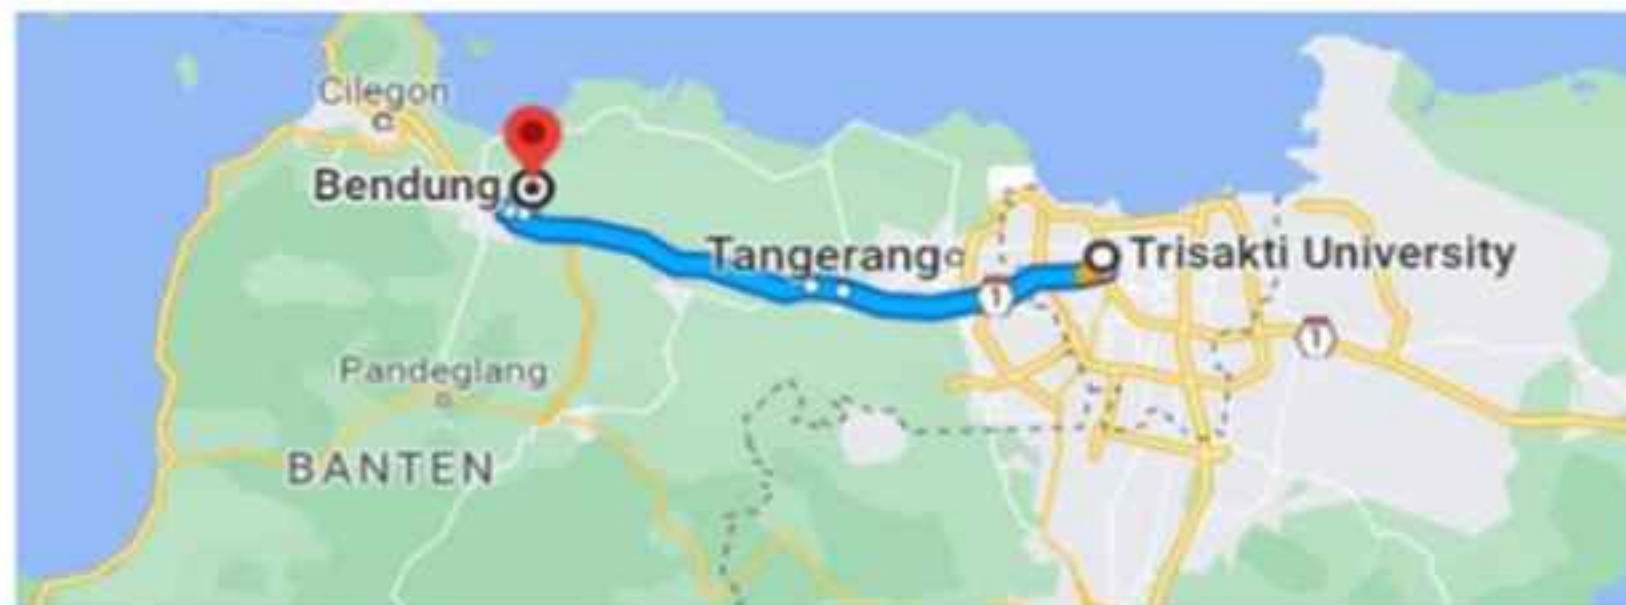 Cilegon
Bendung
Tangerang
Trisakti University
1
1
Pandeglang
BANTEN